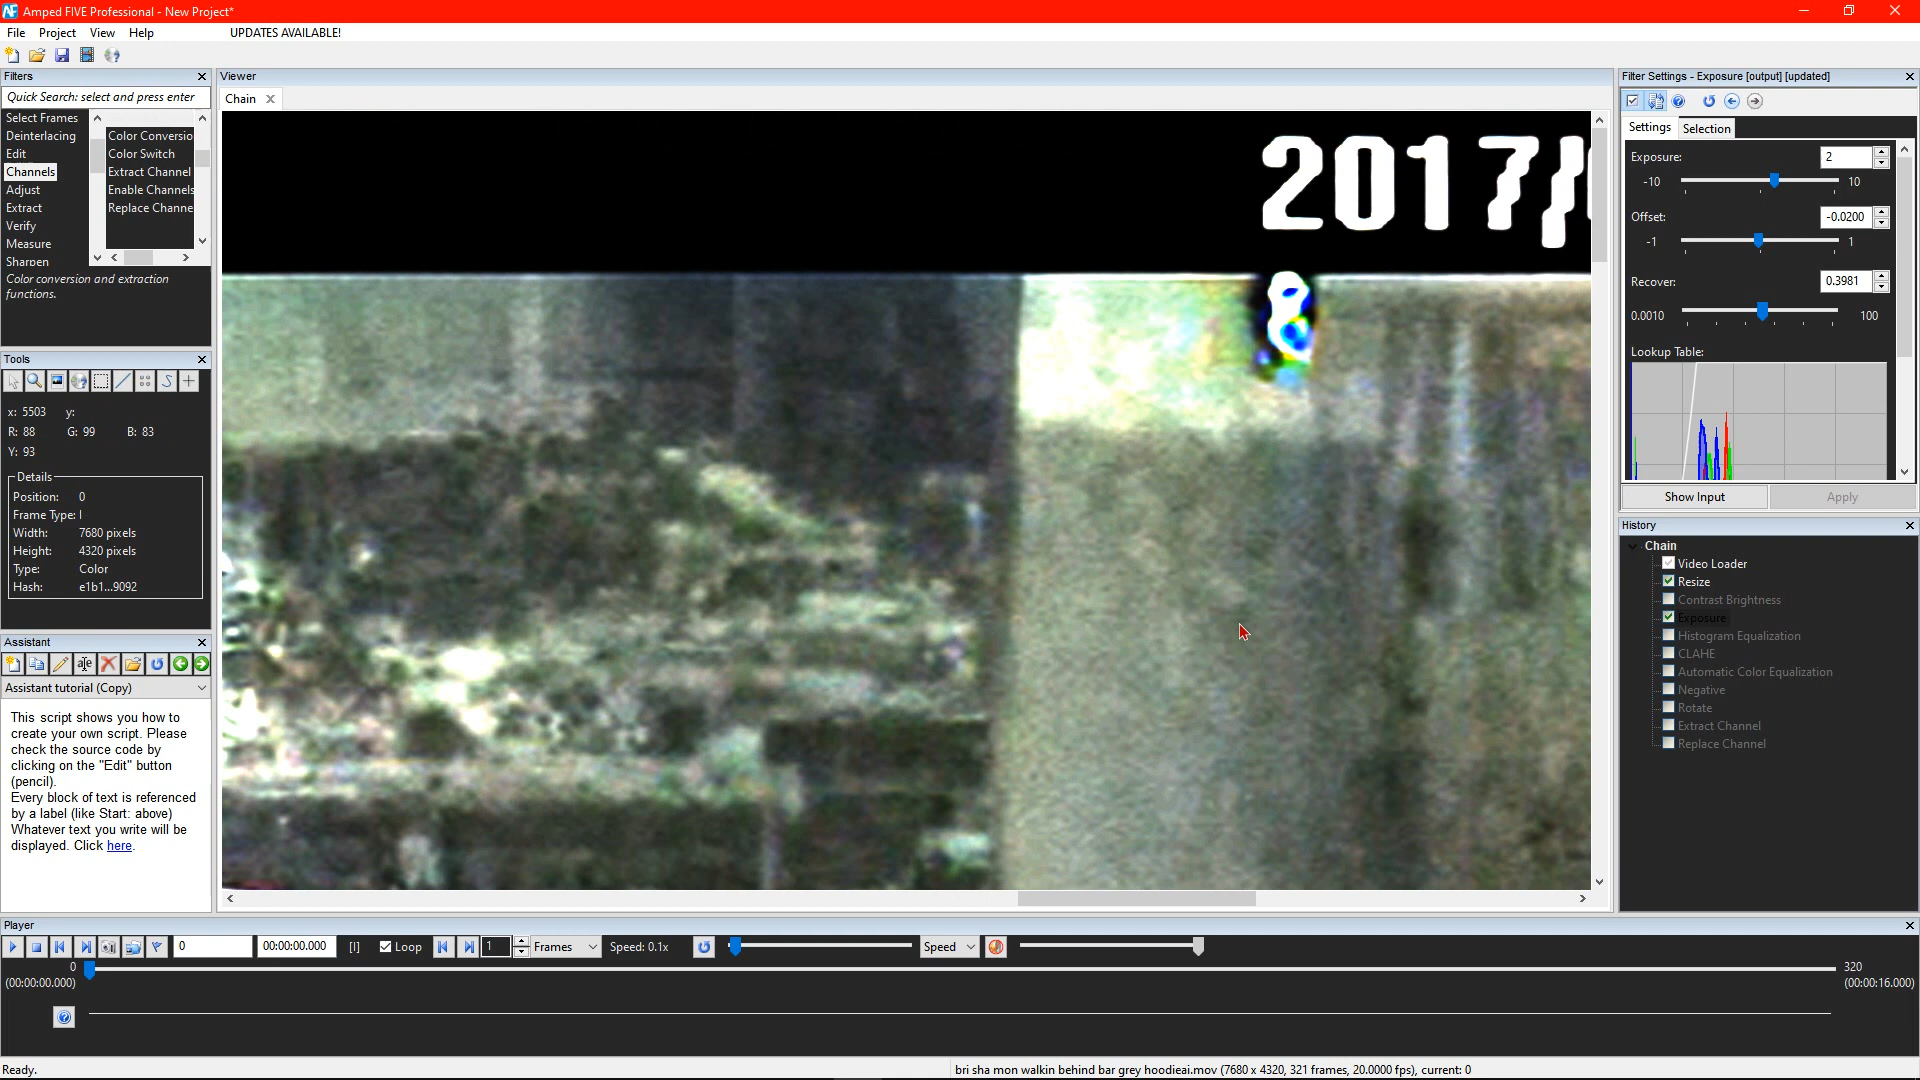 Amped FIVE Professional - New Project*
File Project View Help UPDATES AVAILABLE!
Filters
Quick Search: select and press enter
Select Frames
Deinterlacing
Edit
Channels
Adjust
Extract
Verify
Measure
Sharpen
Color Conversio
Color Switch
Extract Channel
Enable Channels
Replace Channe
Color conversion and extraction
functions.
Tools
x: 5503 y:
R: 88 G: 99 B: 83
Y: 93
Details
Position: 0
Frame Type: I
Width: 7680 pixels
Height: 4320 pixels
Type: Color
Hash: e1b1...9092
Assistant
Assistant tutorial (Copy)
This script shows you how to
create your own script. Please
check the source code by
clicking on the "Edit" button
(pencil).
Every block of text is referenced
by a label (like Start: above)
Whatever text you write will be
displayed. Click here.
Viewer
Chain
2017/
Filter Settings - Exposure [output] [updated]
Settings Selection
Exposure: 2
-10 10
Offset: -0.0200
-1 1
Recover: 0.3981
0.0010 100
Lookup Table:
Show Input Apply
History
Chain
Video Loader
Resize
Contrast Brightness
Exposure
Histogram Equalization
CLAHE
Automatic Color Equalization
Negative
Rotate
Extract Channel
Replace Channel
Player
0 00:00:00.000 [I] Loop 1 Frames Speed: 0.1x Speed
0 320
(00:00:00.000) (00:00:16.000)
Ready. bri sha mon walkin behind bar grey hoodieai.mov (7680 x 4320, 321 frames, 20.0000 fps), current: 0